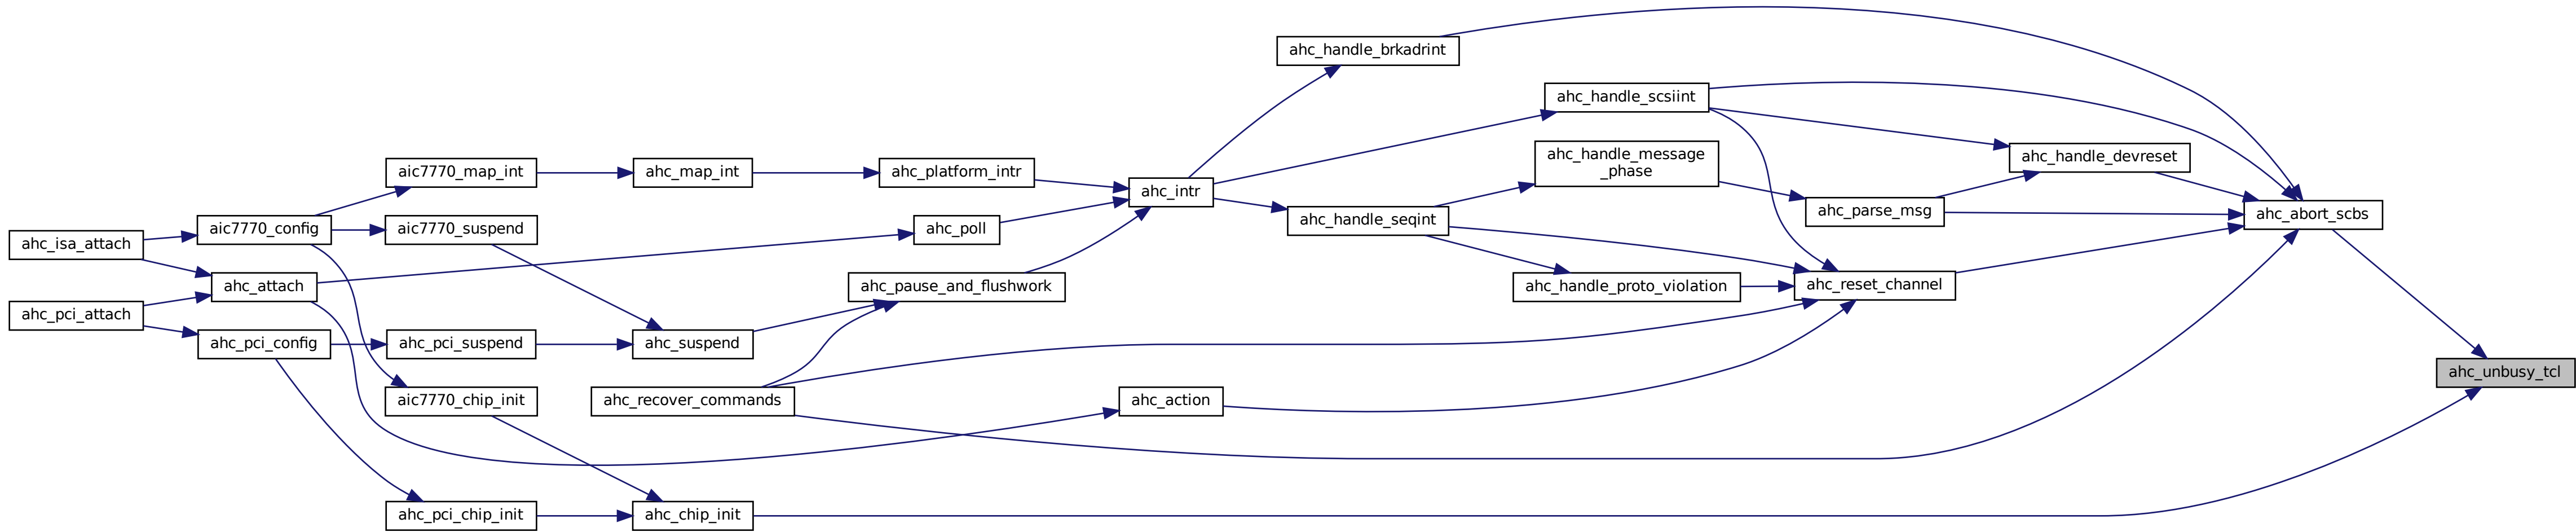 ahc_handle_brkadrint
ahc_handle_scsiint
ahc_handle_message
_phase
ahc_handle_devreset
aic7770_map_int
ahc_map_int
ahc_platform_intr
ahc_intr
ahc_parse_msg
ahc_abort_scbs
ahc_isa_attach
aic7770_config
aic7770_suspend
ahc_poll
ahc_handle_seqint
ahc_attach
ahc_pause_and_flushwork
ahc_handle_proto_violation
ahc_reset_channel
ahc_pci_attach
ahc_pci_config
ahc_pci_suspend
ahc_suspend
ahc_unbusy_tcl
aic7770_chip_init
ahc_recover_commands
ahc_action
ahc_pci_chip_init
ahc_chip_init